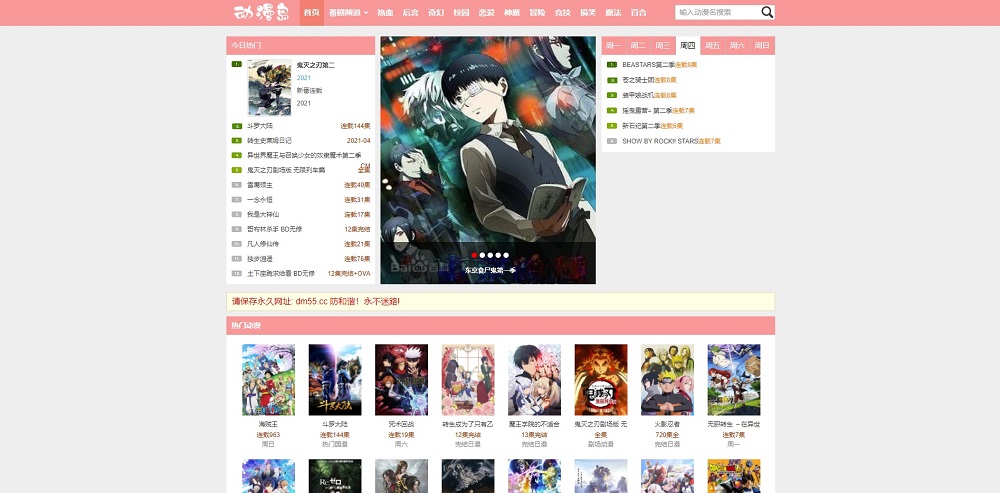 动漫岛
首页 番剧频道 热血 后宫 奇幻 校园 恋爱 神魔 冒险 竞技 搞笑 魔法 百合
输入动漫名搜索
今日热门
1 鬼灭之刃第二
2021
新番连载
2021
2 斗罗大陆 连载144集
3 转生史莱姆日记 2021-04
4 异世界魔王与召唤少女的奴隶魔术第二季
CM
5 鬼灭之刃剧场版 无限列车篇 全集
6 雷魔领主 连载40集
7 一念永恒 连载31集
8 我是大神仙 连载17集
9 哥布林杀手 BD无修 12集完结
10 凡人修仙传 连载21集
11 独步逍遥 连载76集
12 土下座跪求给看 BD无修 12集完结+OVA
Bai百科
东京食尸鬼第一季
周一 周二 周三 周四 周五 周六 周日
1 BEASTARS第二季连载8集
2 苍之骑士团连载8集
3 装甲娘战机连载8集
4 摇曳露营△ 第二季连载7集
5 新石纪第二季连载6集
6 SHOW BY ROCK!! STARS连载7集
请保存永久网址: dm55.cc 防和谐！永不迷路!
热门动漫
海贼王 斗罗大陆 咒术回战 转生成为了只有乙 魔王学院的不适合 鬼灭之刃剧场版 无 火影忍者 无职转生 ～在异世
连载963 连载144集 连载19集 12集完结 13集完结 全集 720集全 连载7集
周日 热门国漫 周六 完结日漫 完结日漫 剧场动漫 完结日漫 周一
Re:ゼロ